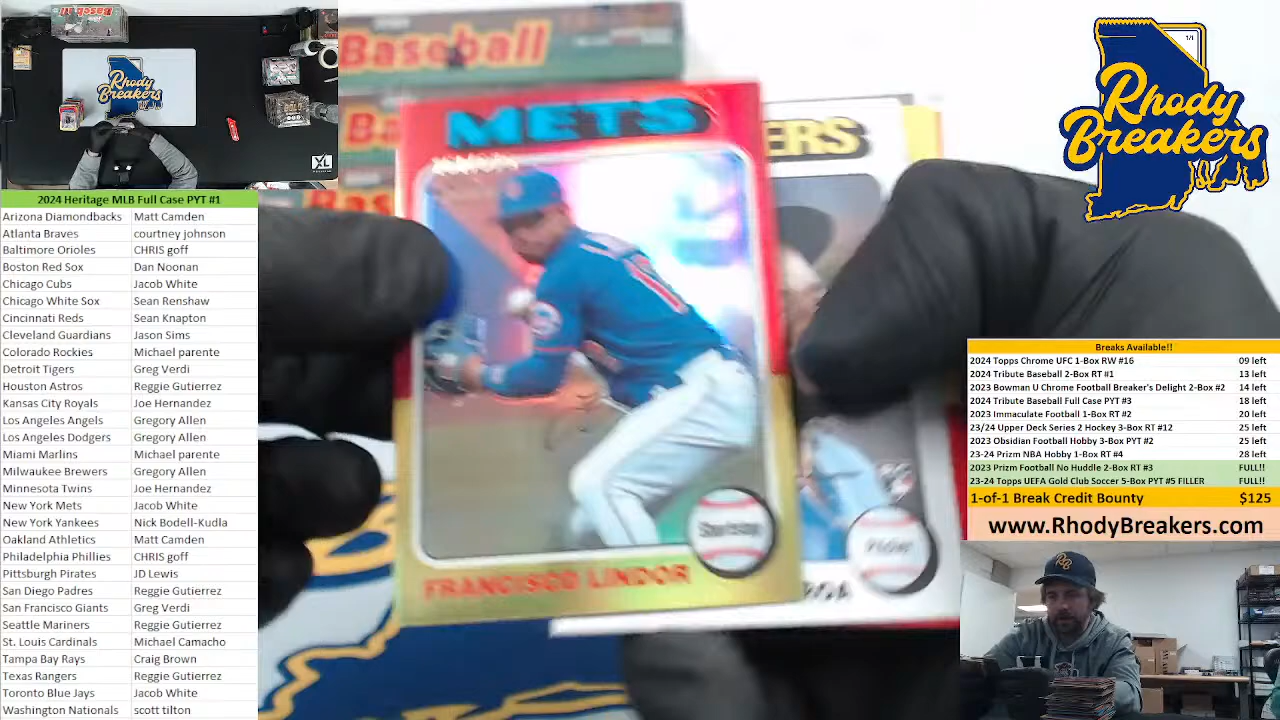 Rhody
Breakers
XL
2024 Heritage MLB Full Case PYT #1
Arizona Diamondbacks Matt Camden
Atlanta Braves courtney johnson
Baltimore Orioles CHRIS goff
Boston Red Sox Dan Noonan
Chicago Cubs Jacob White
Chicago White Sox Sean Renshaw
Cincinnati Reds Sean Knapton
Cleveland Guardians Jason Sims
Colorado Rockies Michael parente
Detroit Tigers Greg Verdi
Houston Astros Reggie Gutierrez
Kansas City Royals Joe Hernandez
Los Angeles Angels Gregory Allen
Los Angeles Dodgers Gregory Allen
Miami Marlins Michael parente
Milwaukee Brewers Gregory Allen
Minnesota Twins Joe Hernandez
New York Mets Jacob White
New York Yankees Nick Bodell-Kudla
Oakland Athletics Matt Camden
Philadelphia Phillies CHRIS goff
Pittsburgh Pirates JD Lewis
San Diego Padres Reggie Gutierrez
San Francisco Giants Greg Verdi
Seattle Mariners Reggie Gutierrez
St. Louis Cardinals Michael Camacho
Tampa Bay Rays Craig Brown
Texas Rangers Reggie Gutierrez
Toronto Blue Jays Jacob White
Washington Nationals scott tilton
Baseball
Ba
Bas
METS
ERS
FRANCISCO LINDOR
1/1
Rhody
Breakers
Breaks Available!!
2024 Topps Chrome UFC 1-Box RW #16 09 left
2024 Tribute Baseball 2-Box RT #1 13 left
2023 Bowman U Chrome Football Breaker's Delight 2-Box #2 14 left
2024 Tribute Baseball Full Case PYT #3 18 left
2023 Immaculate Football 1-Box RT #2 20 left
23/24 Upper Deck Series 2 Hockey 3-Box RT #12 25 left
2023 Obsidian Football Hobby 3-Box PYT #2 25 left
23-24 Prizm NBA Hobby 1-Box RT #4 28 left
2023 Prizm Football No Huddle 2-Box RT #3 FULL!!
23-24 Topps UEFA Gold Club Soccer 5-Box PYT #5 FILLER FULL!!
1-of-1 Break Credit Bounty $125
www.RhodyBreakers.com
RB